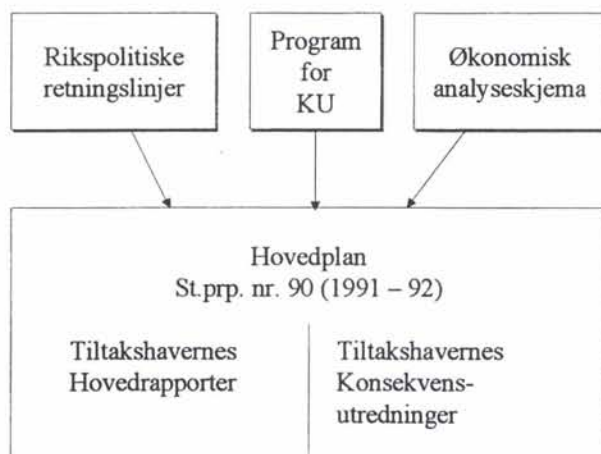 Rikspolitiske
retningslinjer
Program
for
KU
Økonomisk
analyseskjema
Hovedplan
St.prp. nr. 90 (1991 – 92)
Tiltakshavernes
Hovedrapporter
Tiltakshavernes
Konsekvens-
utredninger